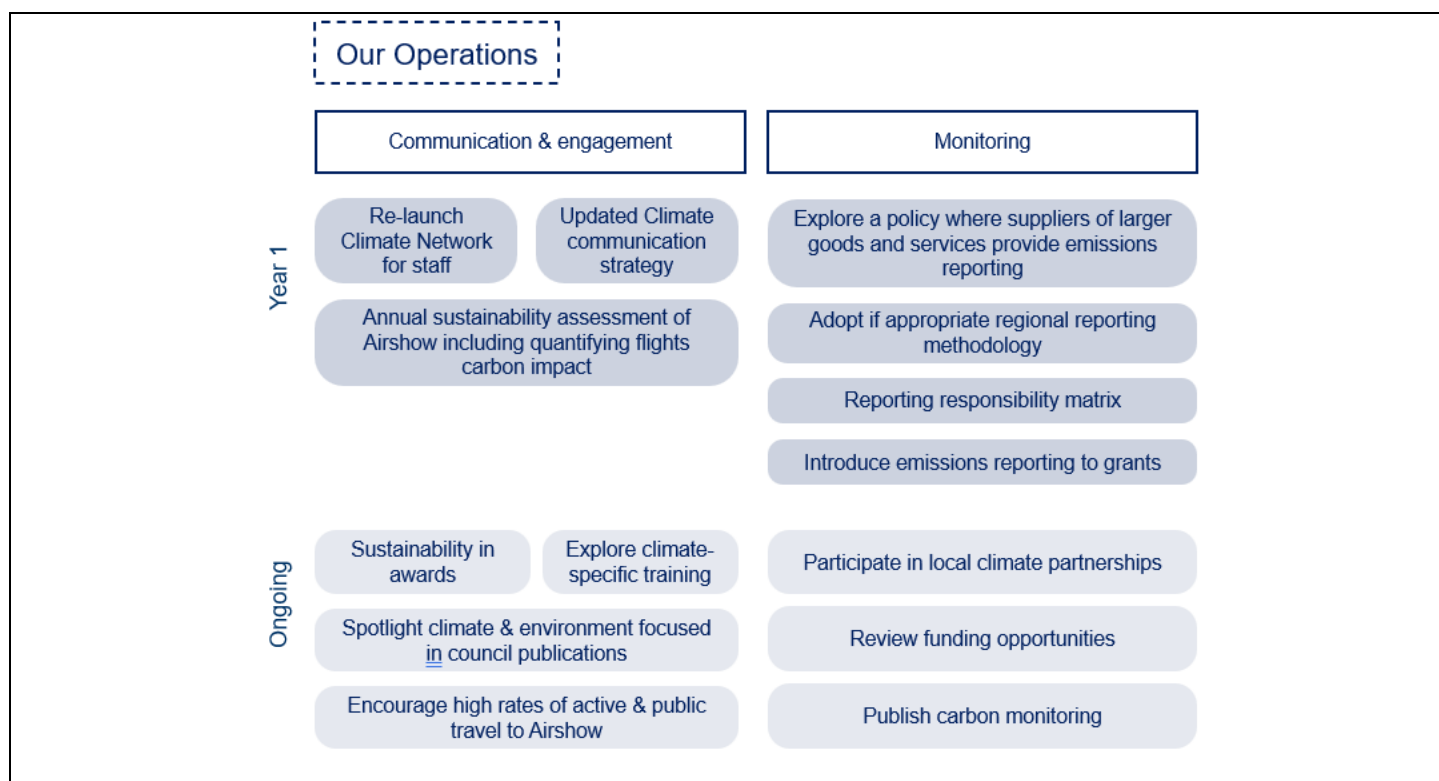 Our Operations
Communication & engagement
Monitoring
Year 1
Re-launch
Climate Network
for staff
Updated Climate
communication
strategy
Annual sustainability assessment of
Airshow including quantifying flights
carbon impact
Explore a policy where suppliers of larger
goods and services provide emissions
reporting
Adopt if appropriate regional reporting
methodology
Reporting responsibility matrix
Introduce emissions reporting to grants
Ongoing
Sustainability in
awards
Explore climate-
specific training
Spotlight climate & environment focused
in council publications
Encourage high rates of active & public
travel to Airshow
Participate in local climate partnerships
Review funding opportunities
Publish carbon monitoring